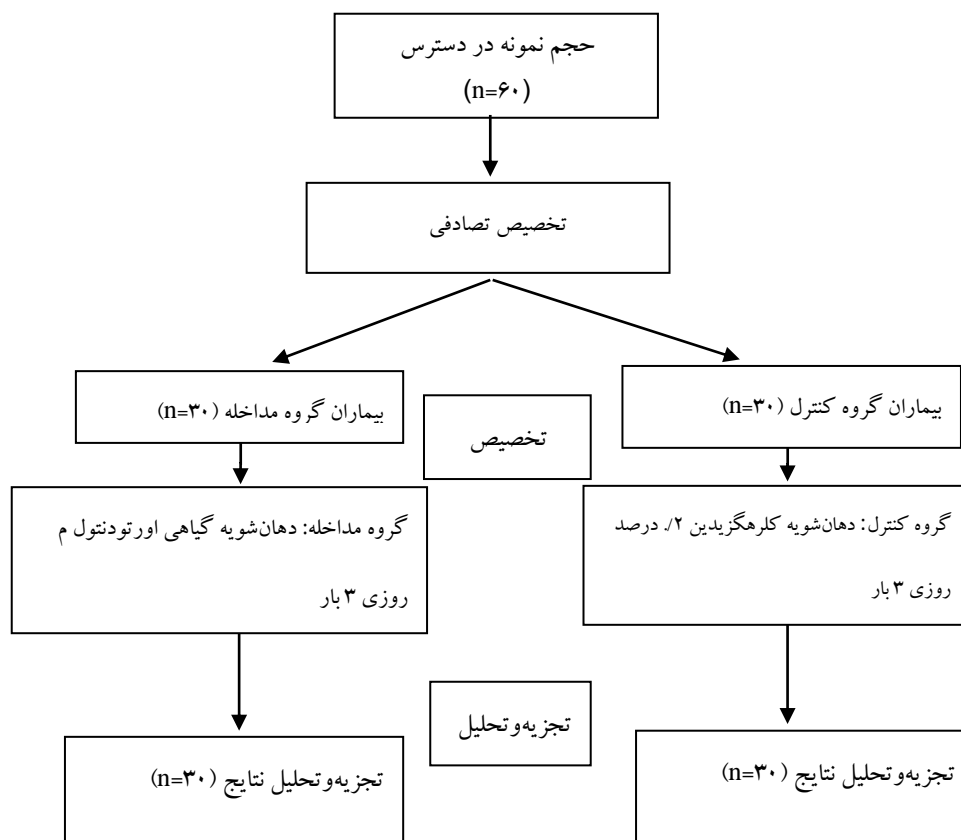 حجم نمونه در دسترس
(n=۶۰)
تخصیص تصادفی
بیماران گروه کنترل (n=۳۰)
بیماران گروه مداخله (n=۳۰)
تخصیص
گروه کنترل: دهان‌شویه کلرهگزیدین ۲/. درصد
روزی ۳ بار
گروه مداخله: دهان‌شویه گیاهی اورتودنتول م
روزی ۳ بار
تجزیه‌وتحلیل
تجزیه‌وتحلیل نتایج (n=۳۰)
تجزیه‌وتحلیل نتایج (n=۳۰)